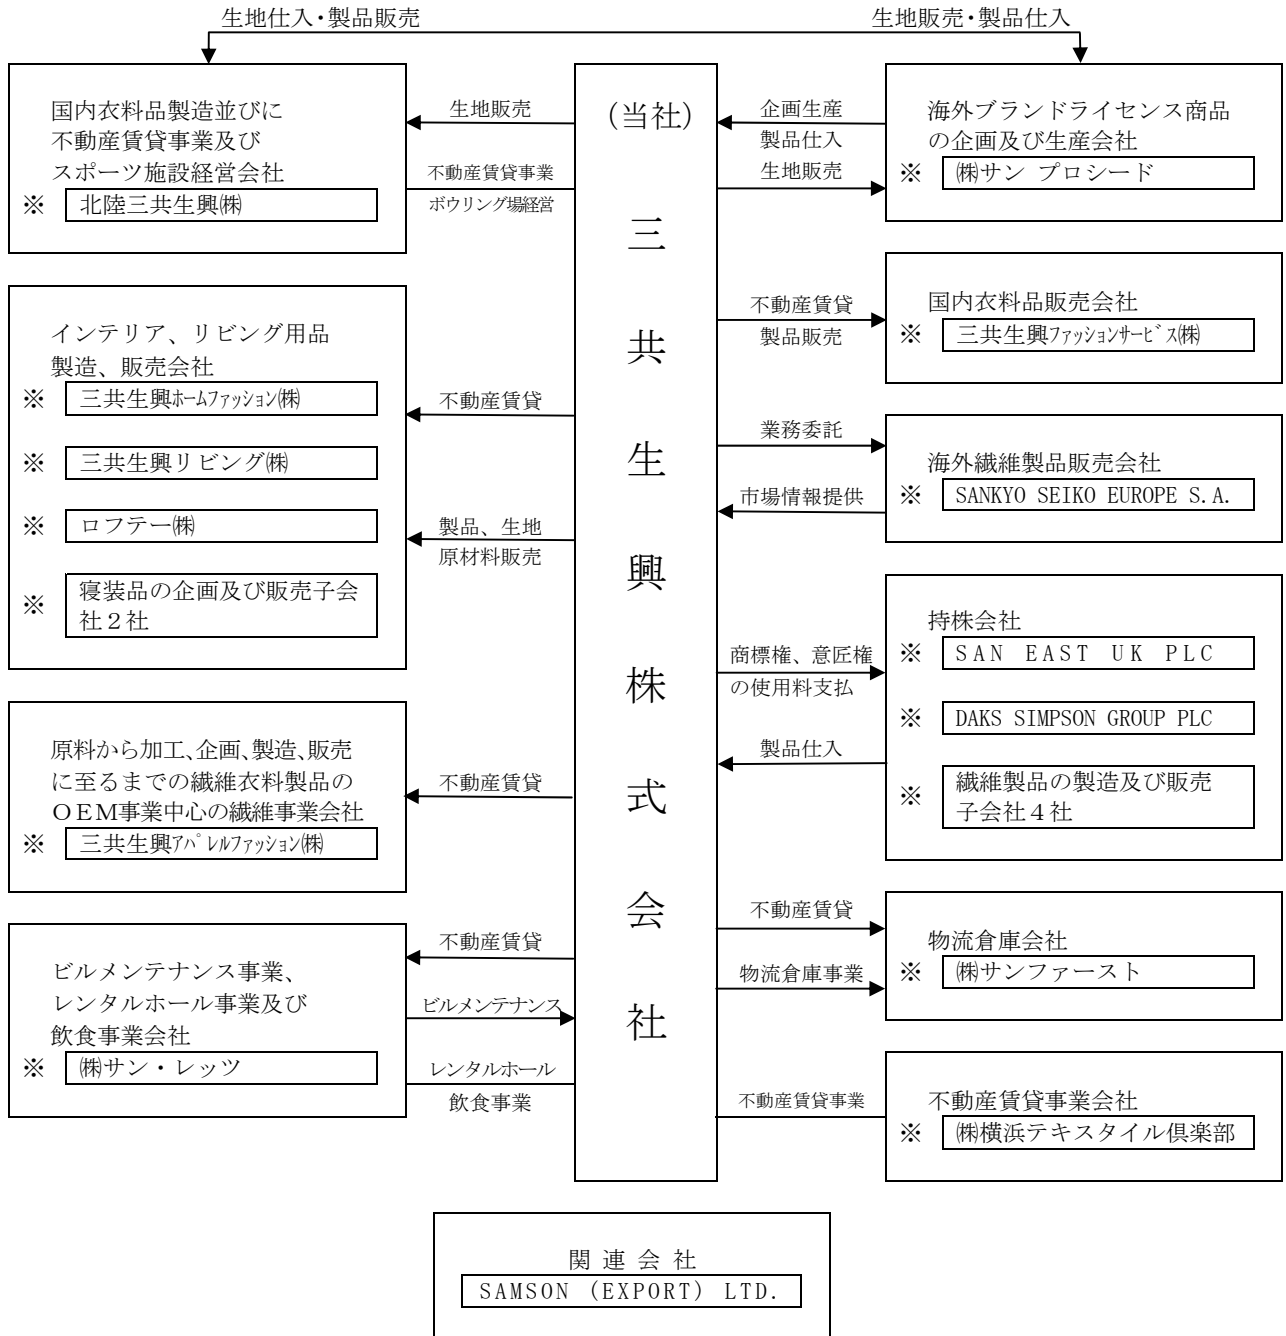 生地仕入・製品販売
生地販売・製品仕入
国内衣料品製造並びに
不動産賃貸事業及び
スポーツ施設経営会社
※ 北陸三共生興㈱
生地販売
不動産賃貸事業
ボウリング場経営
インテリア、リビング用品
製造、販売会社
※ 三共生興ﾎｰﾑﾌｧｯｼｮﾝ㈱
※ 三共生興リビング㈱
※ ロフテー㈱
※ 寝装品の企画及び販売子会
社２社
不動産賃貸
製品、生地
原材料販売
原料から加工、企画、製造、販売
に至るまでの繊維衣料製品の
ＯＥＭ事業中心の繊維事業会社
※ 三共生興ｱﾊﾟﾚﾙﾌｧｯｼｮﾝ㈱
不動産賃貸
ビルメンテナンス事業、
レンタルホール事業及び
飲食事業会社
※ ㈱サン・レッツ
不動産賃貸
ビルメンテナンス
レンタルホール
飲食事業
（当社）
三
共
生
興
株
式
会
社
企画生産
製品仕入
生地販売
海外ブランドライセンス商品
の企画及び生産会社
※ ㈱サン プロシード
不動産賃貸
製品販売
国内衣料品販売会社
※ 三共生興ﾌｧｯｼｮﾝｻｰﾋﾞｽ㈱
業務委託
市場情報提供
海外繊維製品販売会社
※ SANKYO SEIKO EUROPE S.A.
商標権、意匠権
の使用料支払
製品仕入
持株会社
※ SAN EAST UK PLC
※ DAKS SIMPSON GROUP PLC
※ 繊維製品の製造及び販売
子会社４社
不動産賃貸
物流倉庫事業
物流倉庫会社
※ ㈱サンファースト
不動産賃貸事業
不動産賃貸事業会社
※ ㈱横浜テキスタイル倶楽部
関連会社
SAMSON (EXPORT) LTD.